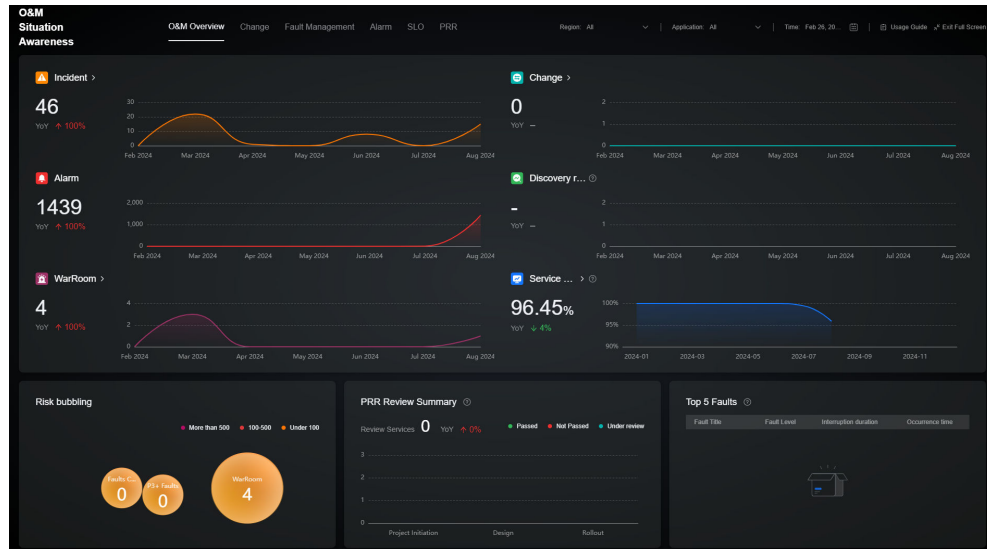 O&M
Situation
Awareness
O&M Overview Change Fault Management Alarm SLO PRR
Region: All
Application: All
Time: Feb 26, 20...
Usage Guide
Exit Full Screen
Incident >
46
YoY ↑ 100%
30
20
10
0
Feb 2024 Mar 2024 Apr 2024 May 2024 Jun 2024 Jul 2024 Aug 2024
Change >
0
YoY –
2
1
0
Feb 2024 Mar 2024 Apr 2024 May 2024 Jun 2024 Jul 2024 Aug 2024
Alarm
1439
YoY ↑ 100%
2,000
1,000
0
Feb 2024 Mar 2024 Apr 2024 May 2024 Jun 2024 Jul 2024 Aug 2024
Discovery r...
-
YoY –
2
1
0
Feb 2024 Mar 2024 Apr 2024 May 2024 Jun 2024 Jul 2024 Aug 2024
WarRoom >
4
YoY ↑ 100%
4
2
0
Feb 2024 Mar 2024 Apr 2024 May 2024 Jun 2024 Jul 2024 Aug 2024
Service ... >
96.45%
YoY ↓ 4%
100%
95%
90%
2024-01 2024-03 2024-05 2024-07 2024-09 2024-11
Risk bubbling
More than 500 100-500 Under 100
Faults C...
0
P3+ Faults
0
WarRoom
4
PRR Review Summary
Review Services 0 YoY ↑ 0%
Passed Not Passed Under review
3
2
1
0
Project Initiation Design Rollout
Top 5 Faults
Fault Title Fault Level Interruption duration Occurrence time